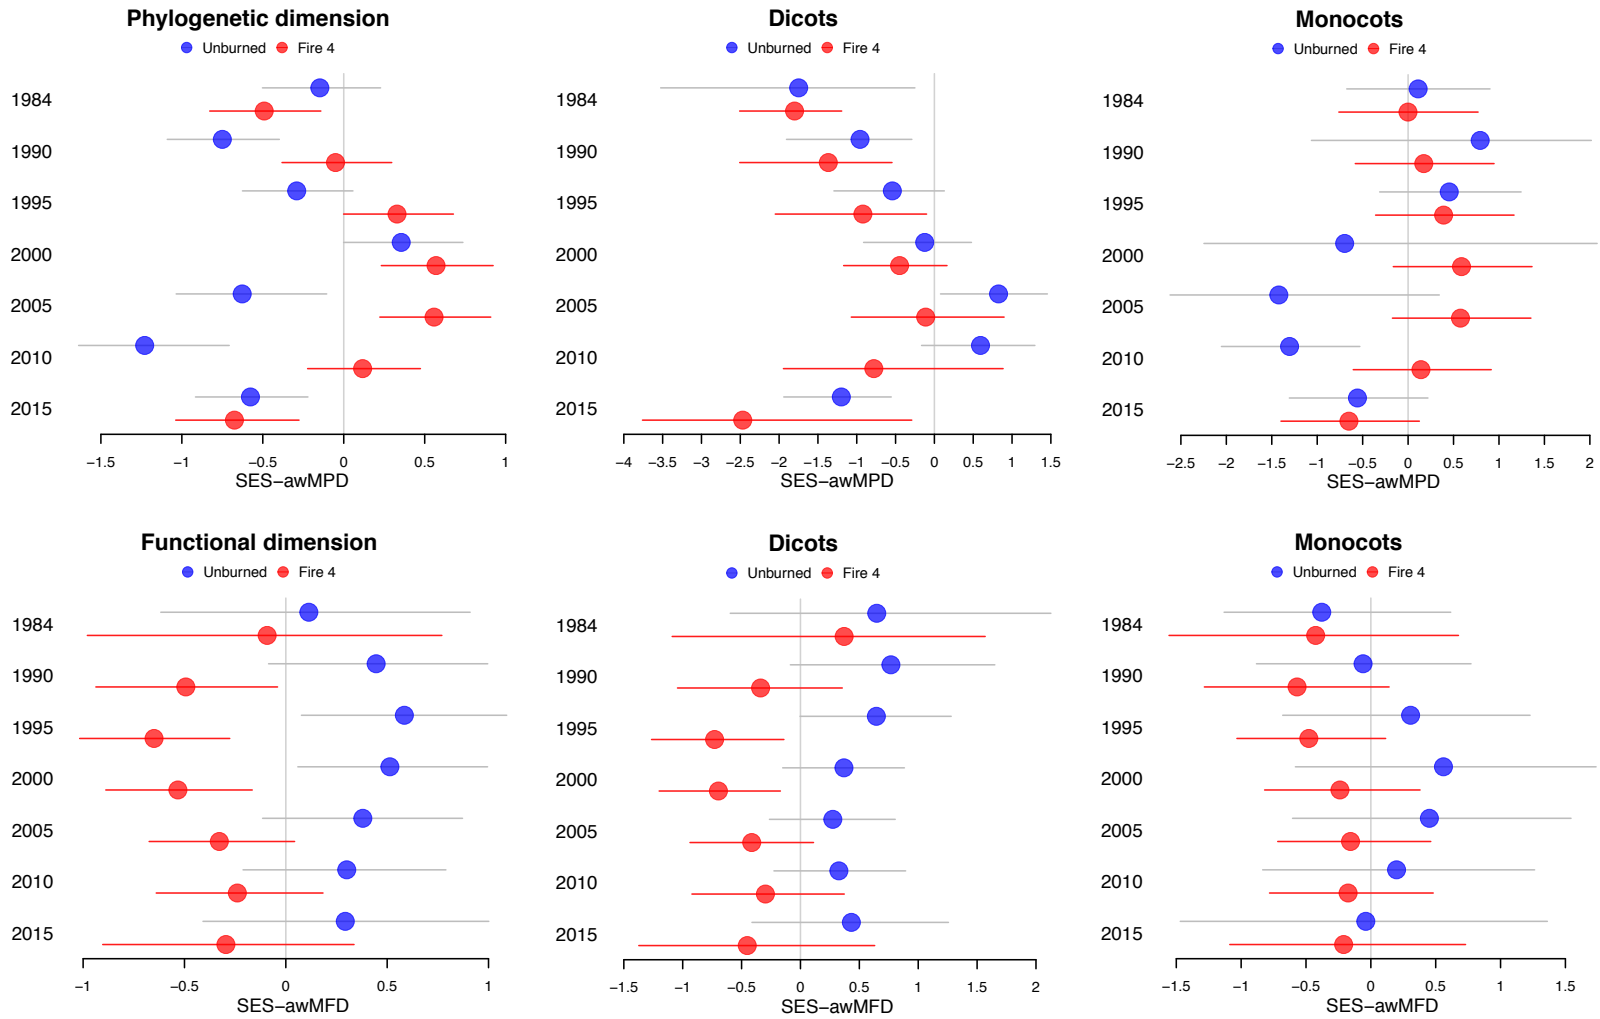 Phylogenetic dimension
Unburned Fire 4
1984
1990
1995
2000
2005
2010
2015
−1.5 −1 −0.5 0 0.5 1
SES−awMPD
Dicots
Unburned Fire 4
1984
1990
1995
2000
2005
2010
2015
−4 −3.5 −3 −2.5 −2 −1.5 −1 −0.5 0 0.5 1 1.5
SES−awMPD
Monocots
Unburned Fire 4
1984
1990
1995
2000
2005
2010
2015
−2.5 −2 −1.5 −1 −0.5 0 0.5 1 1.5 2
SES−awMPD
Functional dimension
Unburned Fire 4
1984
1990
1995
2000
2005
2010
2015
−1 −0.5 0 0.5 1
SES−awMFD
Dicots
Unburned Fire 4
1984
1990
1995
2000
2005
2010
2015
−1.5 −1 −0.5 0 0.5 1 1.5 2
SES−awMFD
Monocots
Unburned Fire 4
1984
1990
1995
2000
2005
2010
2015
−1.5 −1 −0.5 0 0.5 1 1.5
SES−awMFD